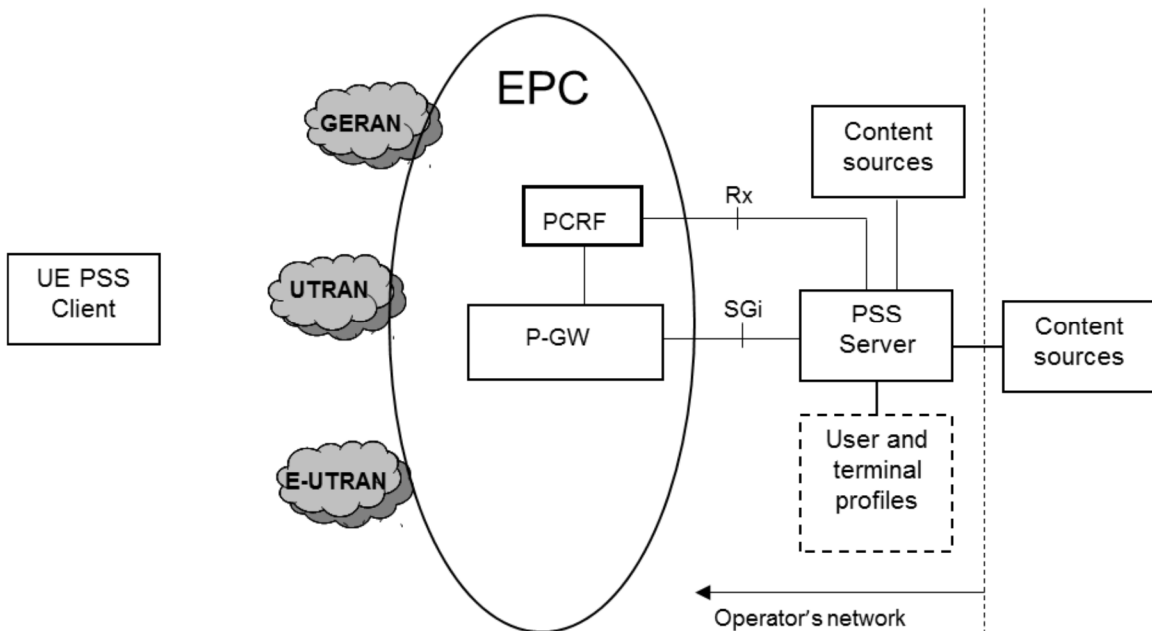 EPC
GERAN
Content
sources
Rx
PCRF
UE PSS
Client
UTRAN
SGi
P-GW
PSS
Server
Content
sources
User and
terminal
profiles
E-UTRAN
Operator's network